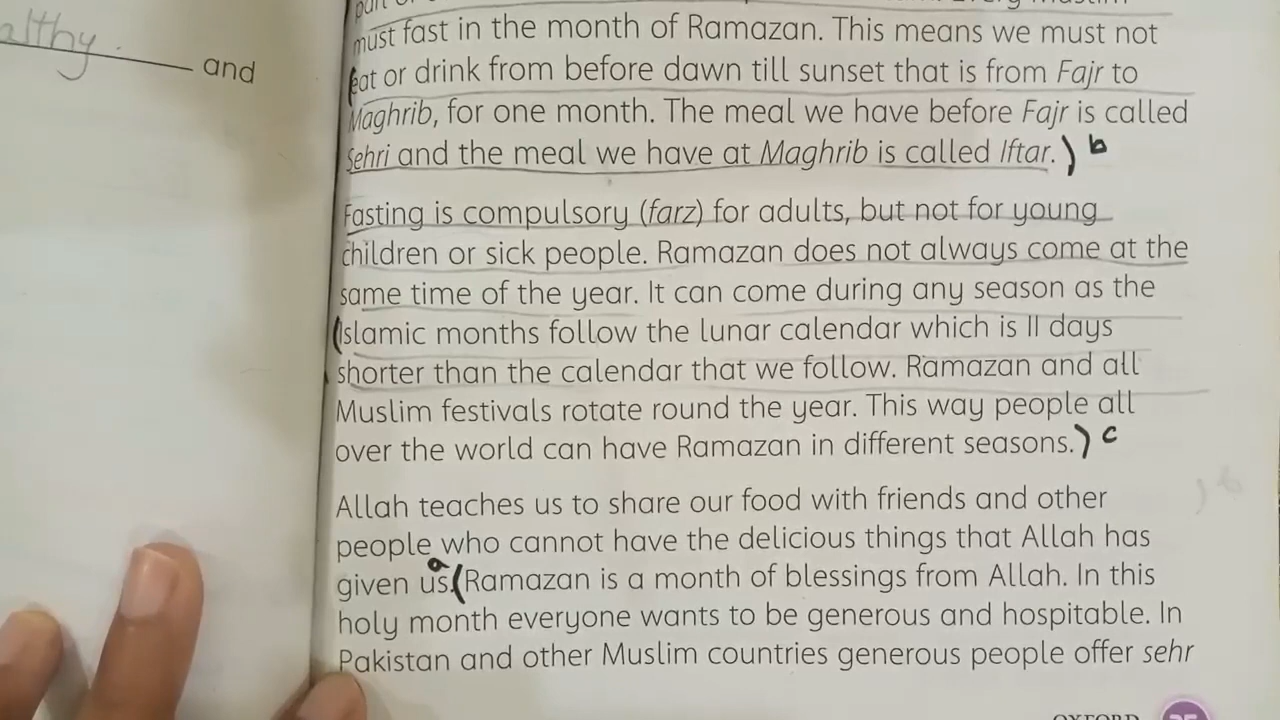 althy.
and
must fast in the month of Ramazan. This means we must not
eat or drink from before dawn till sunset that is from Fajr to
Maghrib, for one month. The meal we have before Fajr is called
Sehri and the meal we have at Maghrib is called Iftar.) b
Fasting is compulsory (farz) for adults, but not for young
children or sick people. Ramazan does not always come at the
same time of the year. It can come during any season as the
(Islamic months follow the lunar calendar which is 11 days
shorter than the calendar that we follow. Ramazan and all
Muslim festivals rotate round the year. This way people all
over the world can have Ramazan in different seasons.) c
Allah teaches us to share our food with friends and other
people who cannot have the delicious things that Allah has
a
given us.(Ramazan is a month of blessings from Allah. In this
holy month everyone wants to be generous and hospitable. In
Pakistan and other Muslim countries generous people offer sehr
OXFORD